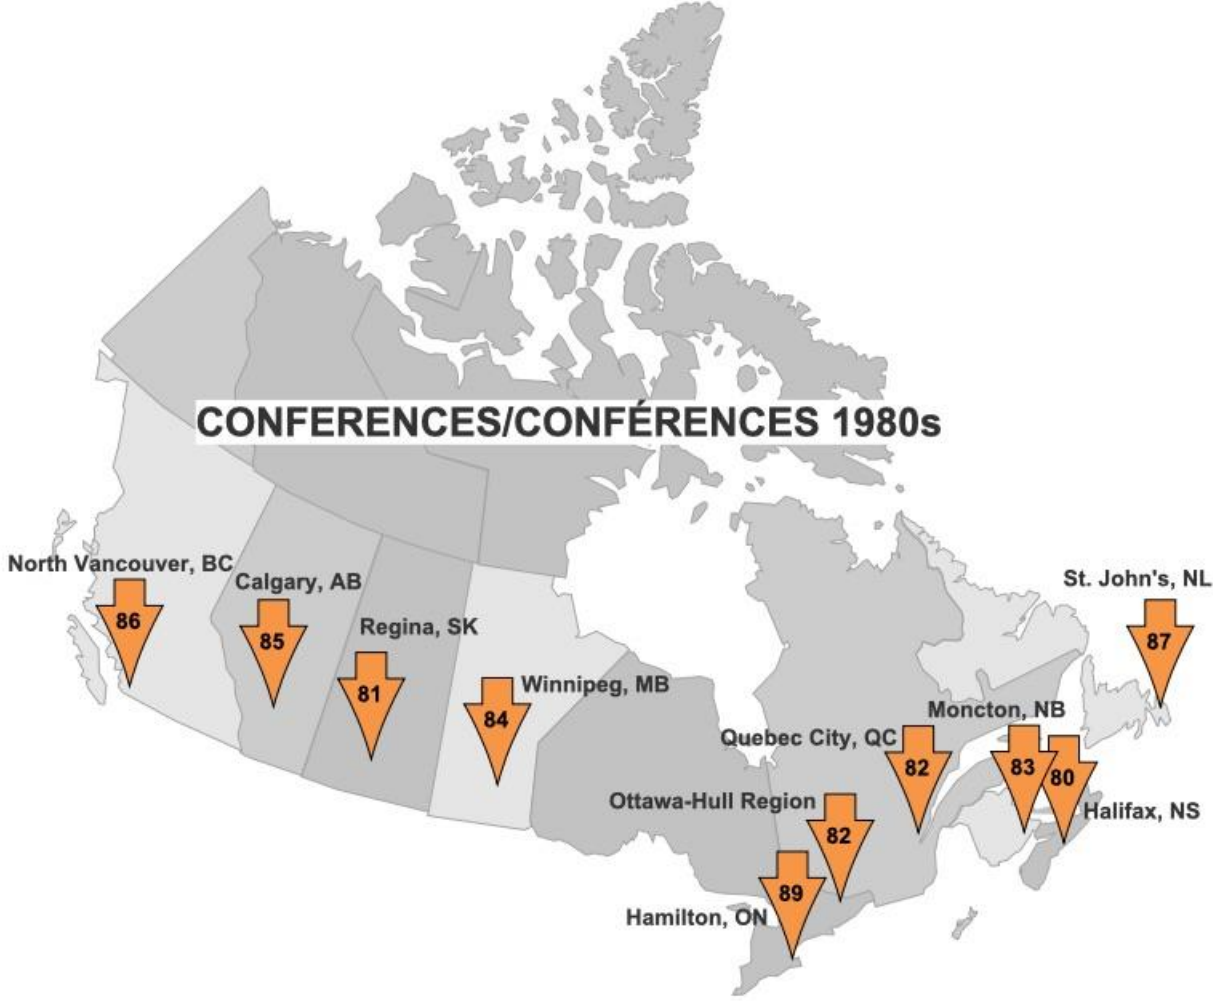 CONFERENCES/CONFÉRENCES 1980s
North Vancouver, BC
86
Calgary, AB
85
Regina, SK
81
Winnipeg, MB
84
St. John's, NL
87
Moncton, NB
83
Quebec City, QC
82
80
Halifax, NS
Ottawa-Hull Region
82
Hamilton, ON
89